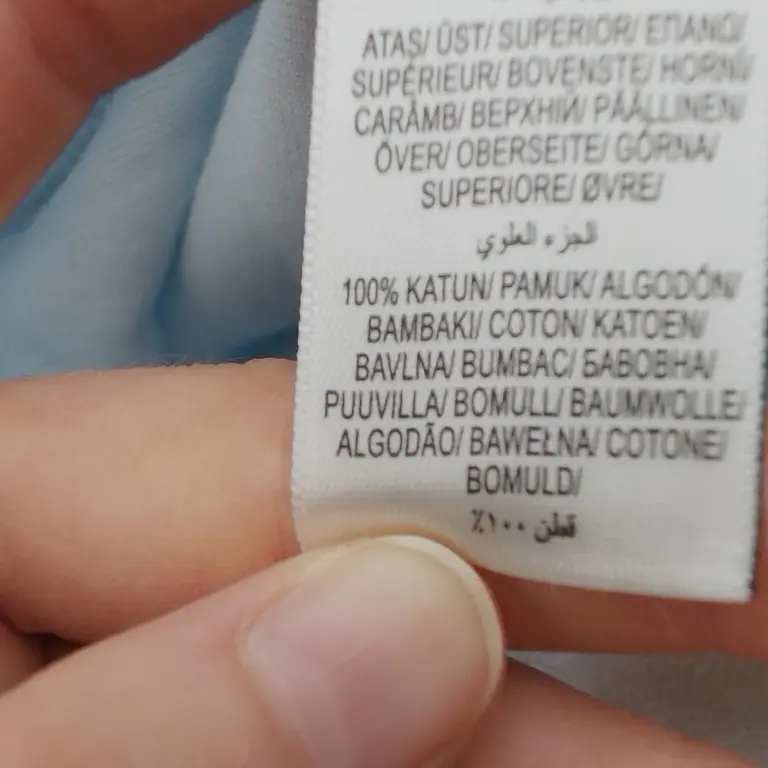 ATAS/ ÜST/ SUPERIOR/ ΕΠΑΝΩ/
SUPÉRIEUR/ BOVENSTE/ HORNÍ/
CARÂMB/ ВЕРХНІЙ/ PÄÄLLINEN/
ÖVER/ OBERSEITE/ GÓRNA/
SUPERIORE/ ØVRE/
الجزء العلوي
100% KATUN/ PAMUK/ ALGODÓN/
BAMBAKI/ COTON/ KATOEN/
BAVLNA/ BUMBAC/ БАВОВНА/
PUUVILLA/ BOMULL/ BAUMWOLLE/
ALGODÃO/ BAWEŁNA/ COTONE/
BOMULD/
قطن ١٠٠٪